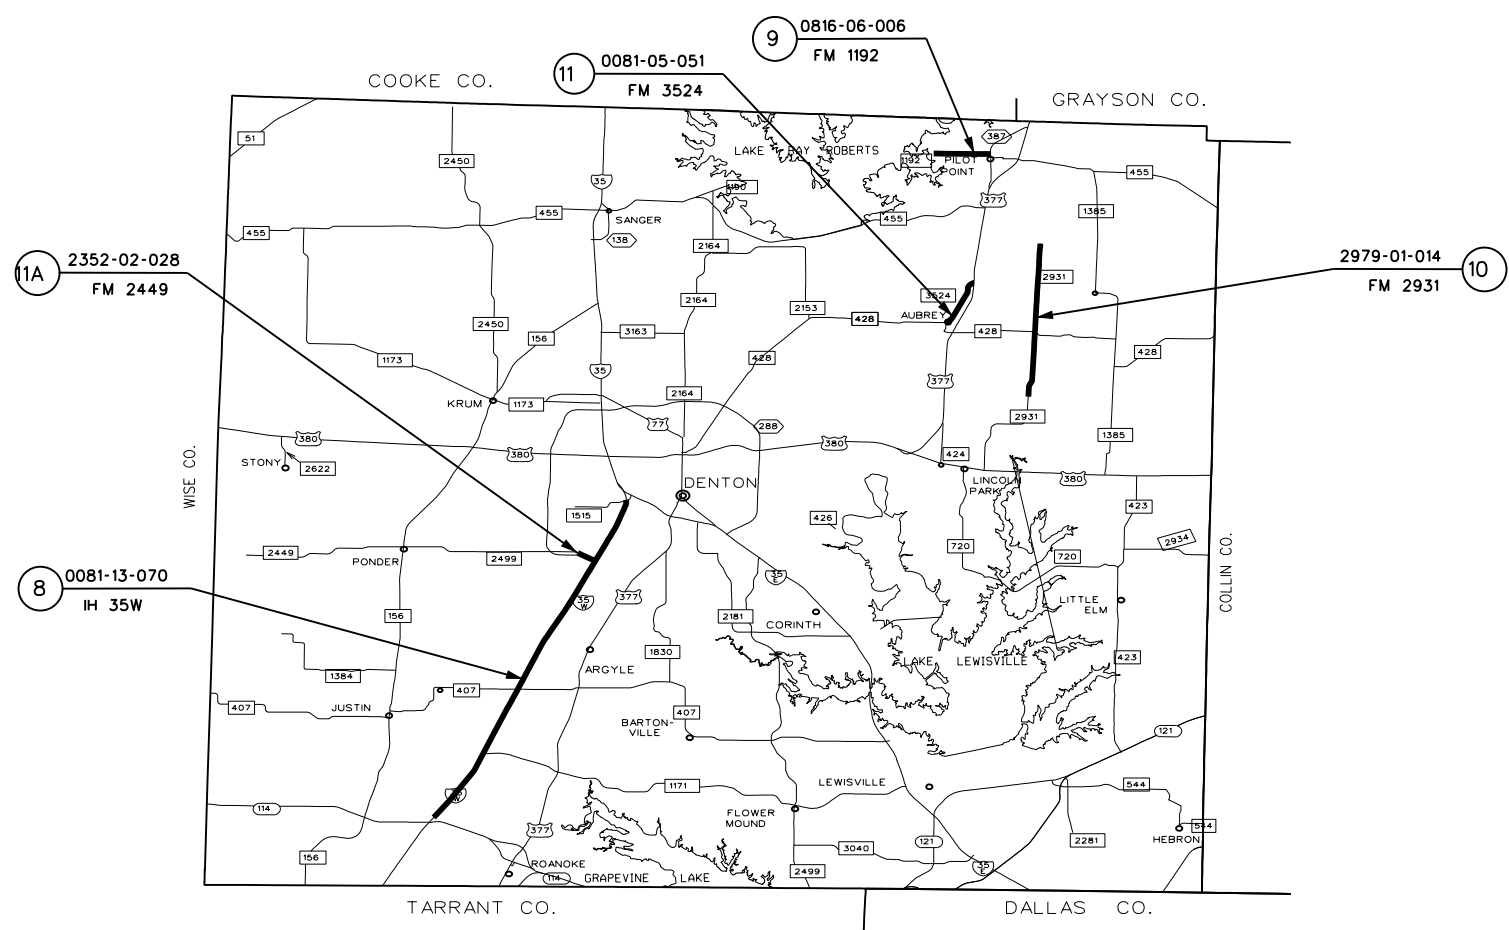 9
0816-06-006
FM 1192
11
0081-05-051
FM 3524
COOKE CO.
GRAYSON CO.
51
387
2450
LAKE RAY ROBERTS
1192
PILOT
POINT
455
35
1190
377
1385
455
SANGER
455
455
138
2164
11A
2352-02-028
FM 2449
2979-01-014
FM 2931
10
2931
3524
2164
2153
AUBREY
428
2450
156
3163
428
428
428
1173
35
377
2164
KRUM
1173
2931
77
288
380
380
380
1385
WISE CO.
STONY
2622
424
LINCOLN
PARK
380
DENTON
1515
426
423
2934
2449
2499
720
720
PONDER
COLLIN CO.
8
0081-13-070
IH 35W
35
E
35
W
377
LITTLE
ELM
156
2181
CORINTH
1830
423
ARGYLE
LAKE LEWISVILLE
1384
407
407
JUSTIN
407
BARTON-
VILLE
121
1171
LEWISVILLE
544
35
W
114
FLOWER
MOUND
377
544
HEBRON
121
2281
3040
156
ROANOKE
114
GRAPEVINE LAKE
2499
35
E
TARRANT CO.
DALLAS CO.